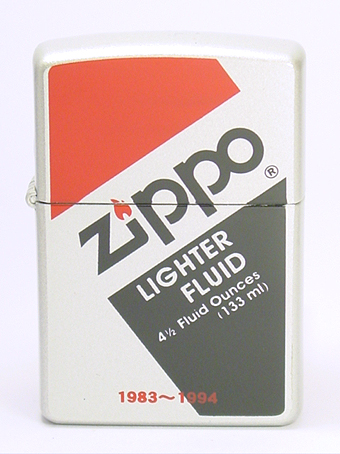 zippo®
LIGHTER
FLUID
4½ Fluid Ounces
(133 ml)
1983~1994